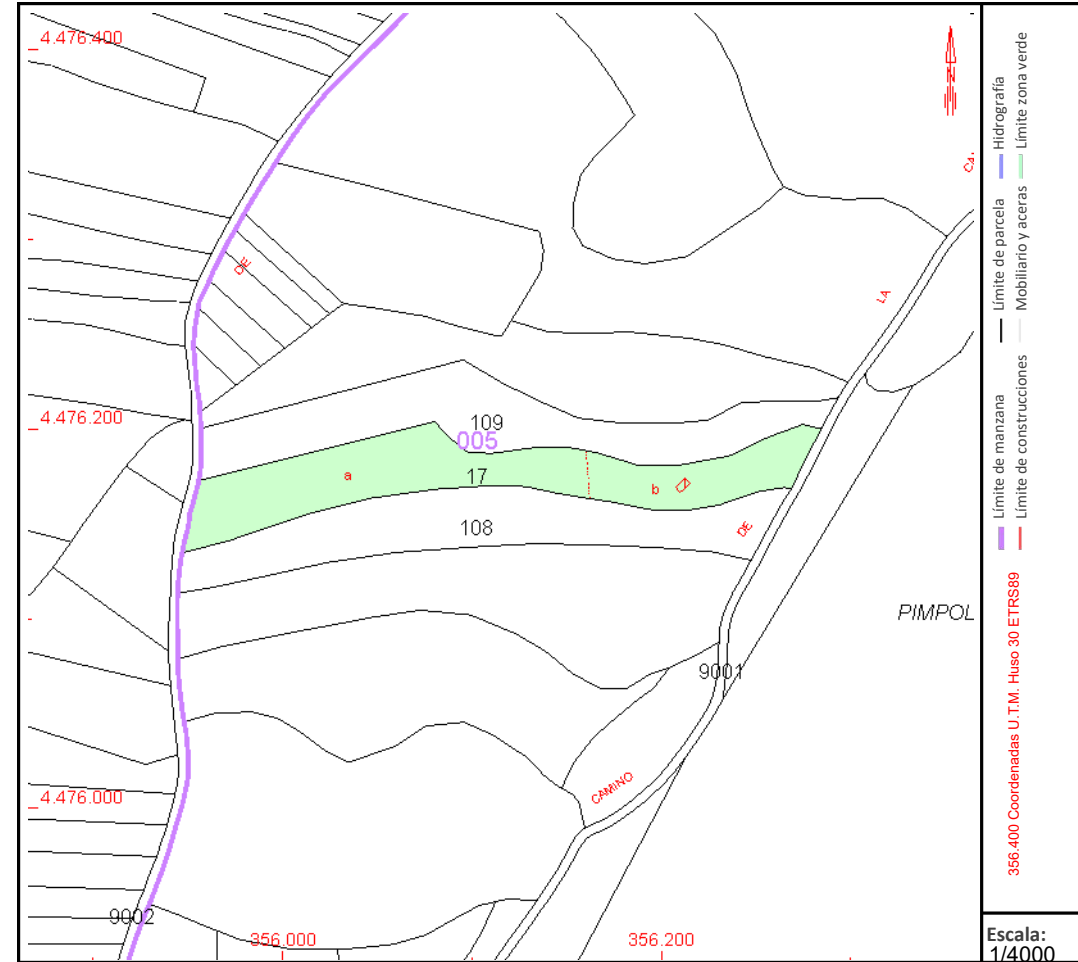 4.476.400
DE
LA
4.476.200
109
005
a
17
b
108
DE
PIMPOL
9001
CAMINO
4.476.000
9002
356.000
356.200
N
Hidrografía
Límite zona verde
Límite de parcela
Mobiliario y aceras
Límite de manzana
Límite de construcciones
356.400 Coordenadas U.T.M. Huso 30 ETRS89
Escala:
1/4000